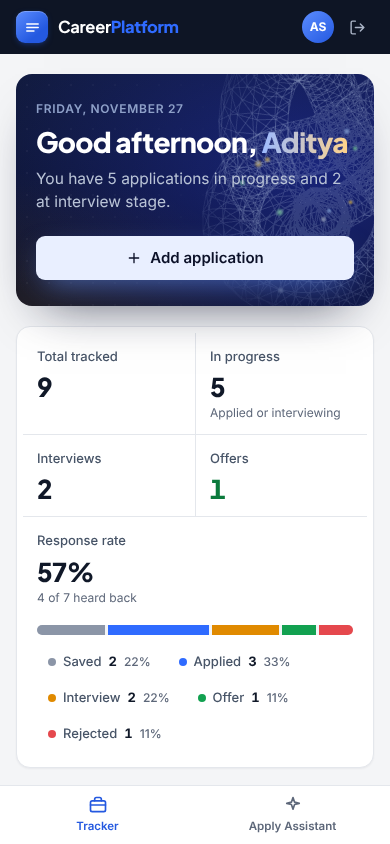 CareerPlatform
AS
FRIDAY, NOVEMBER 27
Good afternoon, Aditya
You have 5 applications in progress and 2
at interview stage.
+ Add application
Total tracked
9
In progress
5
Applied or interviewing
Interviews
2
Offers
1
Response rate
57%
4 of 7 heard back
Saved 2 22%
Applied 3 33%
Interview 2 22%
Offer 1 11%
Rejected 1 11%
Tracker
Apply Assistant